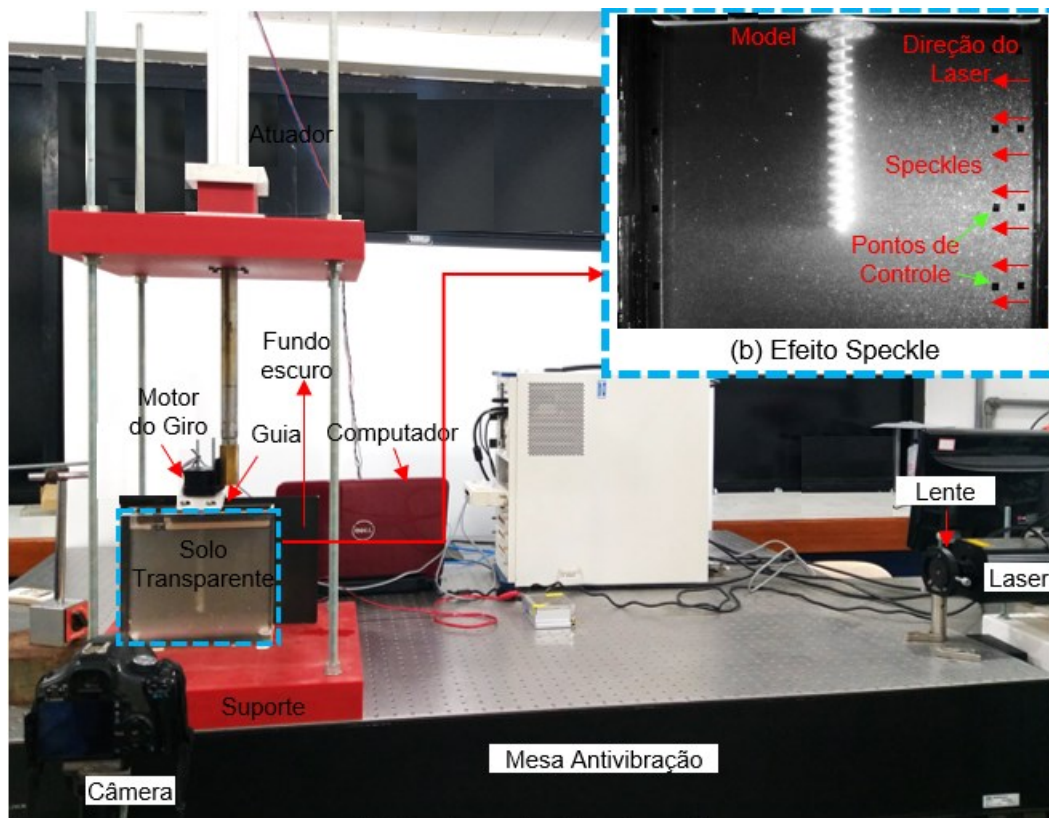 Model
Direção do
Laser
Speckles
Pontos de
Controle
(b) Efeito Speckle
Atuador
Fundo
escuro
Motor
do Giro
Guia
Computador
DELL
Solo
Transparente
Lente
Laser
Suporte
Mesa Antivibração
Câmera